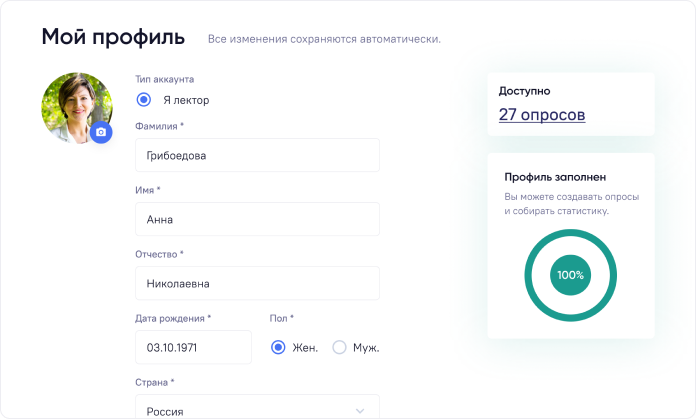 Мой профиль
Все изменения сохраняются автоматически.
Тип аккаунта
Я лектор
Фамилия *
Грибоедова
Имя *
Анна
Отчество *
Николаевна
Дата рождения *
Пол *
03.10.1971
Жен.
Муж.
Страна *
Россия
Доступно
27 опросов
Профиль заполнен
Вы можете создавать опросы
и собирать статистику.
100%